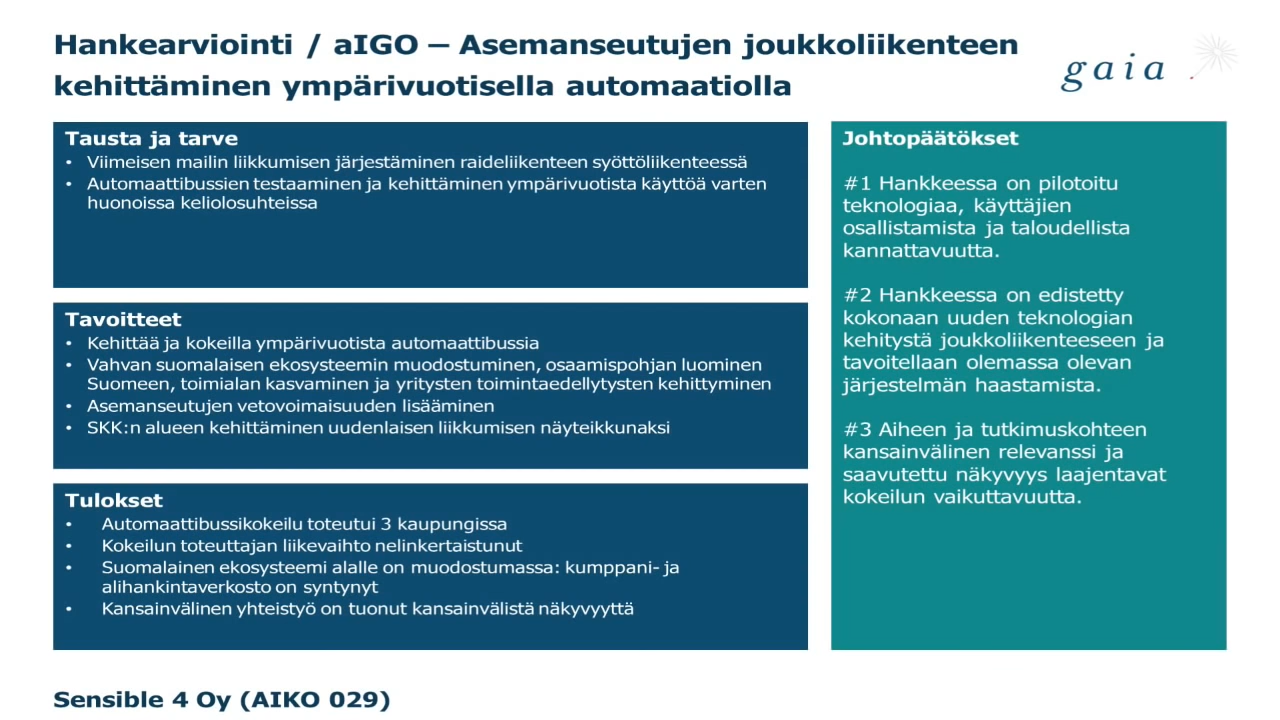 Hankearviointi / aIGO – Asemanseutujen joukkoliikenteen
kehittäminen ympärivuotisella automaatiolla
gaia
Tausta ja tarve
• Viimeisen mailin liikkumisen järjestäminen raideliikenteen syöttöliikenteessä
• Automaattibussien testaaminen ja kehittäminen ympärivuotista käyttöä varten
huonoissa keliolosuhteissa
Tavoitteet
• Kehittää ja kokeilla ympärivuotista automaattibussia
• Vahvan suomalaisen ekosysteemin muodostuminen, osaamispohjan luominen
Suomeen, toimialan kasvaminen ja yritysten toimintaedellytysten kehittyminen
• Asemanseutujen vetovoimaisuuden lisääminen
• SKK:n alueen kehittäminen uudenlaisen liikkumisen näyteikkunaksi
Tulokset
• Automaattibussikokeilu toteutui 3 kaupungissa
• Kokeilun toteuttajan liikevaihto nelinkertaistunut
• Suomalainen ekosysteemi alalle on muodostumassa: kumppani- ja
alihankintaverkosto on syntynyt
• Kansainvälinen yhteistyö on tuonut kansainvälistä näkyvyyttä
Johtopäätökset
#1 Hankkeessa on pilotoitu
teknologiaa, käyttäjien
osallistamista ja taloudellista
kannattavuutta.
#2 Hankkeessa on edistetty
kokonaan uuden teknologian
kehitystä joukkoliikenteeseen ja
tavoitellaan olemassa olevan
järjestelmän haastamista.
#3 Aiheen ja tutkimuskohteen
kansainvälinen relevanssi ja
saavutettu näkyvyys laajentavat
kokeilun vaikuttavuutta.
Sensible 4 Oy (AIKO 029)